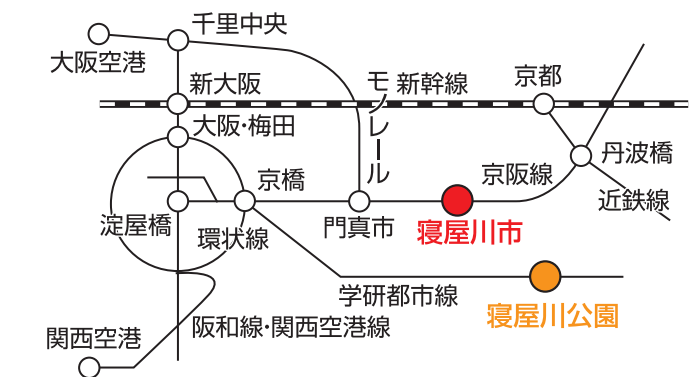 千里中央
大阪空港
新大阪
モノレール
新幹線
京都
大阪・梅田
丹波橋
京橋
京阪線
近鉄線
淀屋橋
環状線
門真市
寝屋川市
学研都市線
寝屋川公園
関西空港
阪和線・関西空港線